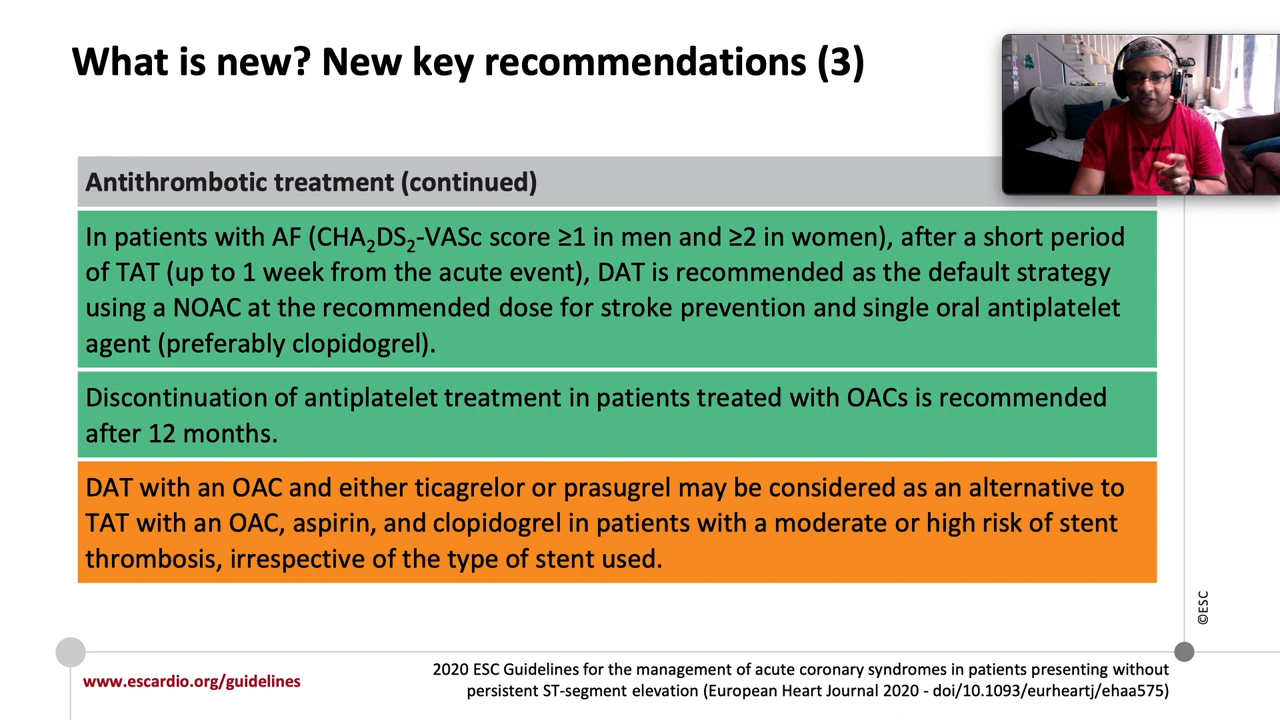 What is new? New key recommendations (3)
Antithrombotic treatment (continued)
In patients with AF (CHA₂DS₂-VASc score ≥1 in men and ≥2 in women), after a short period
of TAT (up to 1 week from the acute event), DAT is recommended as the default strategy
using a NOAC at the recommended dose for stroke prevention and single oral antiplatelet
agent (preferably clopidogrel).
Discontinuation of antiplatelet treatment in patients treated with OACs is recommended
after 12 months.
DAT with an OAC and either ticagrelor or prasugrel may be considered as an alternative to
TAT with an OAC, aspirin, and clopidogrel in patients with a moderate or high risk of stent
thrombosis, irrespective of the type of stent used.
©ESC
www.escardio.org/guidelines
2020 ESC Guidelines for the management of acute coronary syndromes in patients presenting without
persistent ST-segment elevation (European Heart Journal 2020 - doi/10.1093/eurheartj/ehaa575)